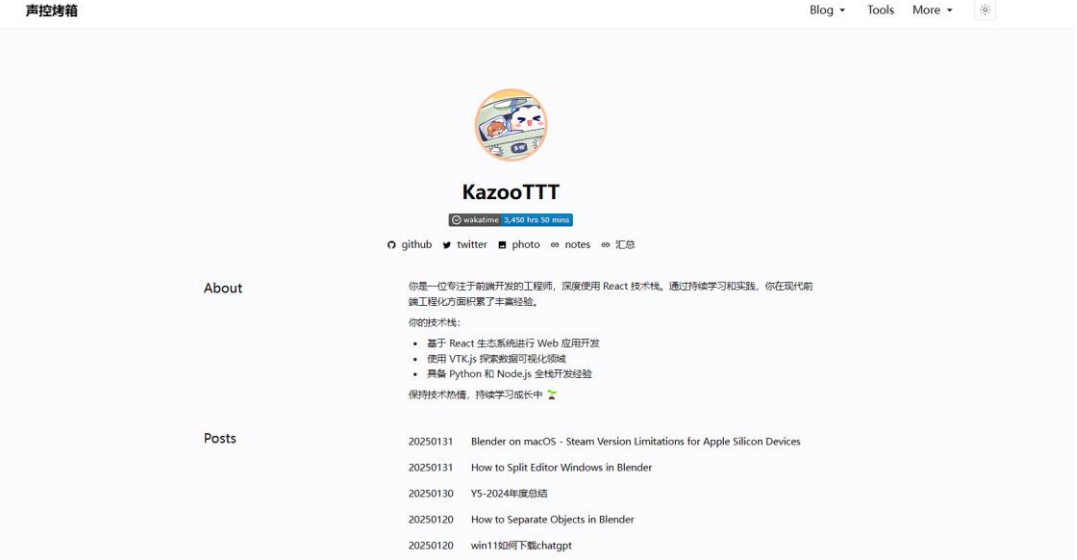 声控烤箱
Blog Tools More
KazooTTT
wakatime 3,450 hrs 50 mins
github twitter photo notes 汇总
About
你是一位专注于前端开发的工程师，深度使用 React 技术栈。通过持续学习和实践，你在现代前
端工程化方面积累了丰富经验。
你的技术栈：
基于 React 生态系统进行 Web 应用开发
使用 VTK.js 探索数据可视化领域
具备 Python 和 Node.js 全栈开发经验
保持技术热情，持续学习成长中 🌱
Posts
20250131 Blender on macOS - Steam Version Limitations for Apple Silicon Devices
20250131 How to Split Editor Windows in Blender
20250130 Y5-2024年度总结
20250120 How to Separate Objects in Blender
20250120 win11如何下载chatgpt